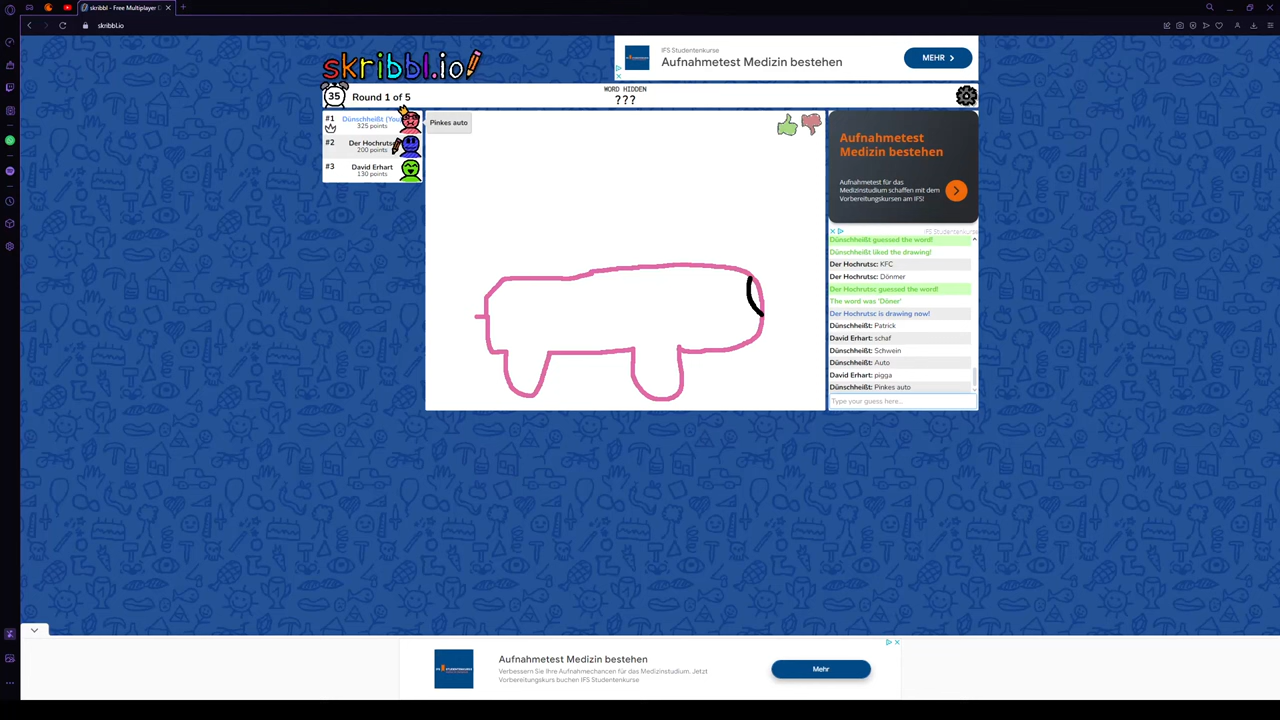 skribbl - Free Multiplayer D
skribbl.io
skribbl.io
IFS Studentenkurse
Aufnahmetest Medizin bestehen
MEHR
35
Round 1 of 5
WORD HIDDEN
???
#1
Dünschheißt (You)
325 points
#2
Der Hochrutsc
200 points
#3
David Erhart
130 points
Pinkes auto
Aufnahmetest
Medizin bestehen
Aufnahmetest für das
Medizinstudium schaffen mit dem
Vorbereitungskursen am IFS!
IFS Studentenkurse
Dünschheißt guessed the word!
Dünschheißt liked the drawing!
Der Hochrutsc: KFC
Der Hochrutsc: Dönmer
Der Hochrutsc guessed the word!
The word was 'Döner'
Der Hochrutsc is drawing now!
Dünschheißt: Patrick
David Erhart: schaf
Dünschheißt: Schwein
Dünschheißt: Auto
David Erhart: pigga
Dünschheißt: Pinkes auto
Type your guess here...
Aufnahmetest Medizin bestehen
Verbessern Sie Ihre Aufnahmechancen für das Medizinstudium. Jetzt
Vorbereitungskurs buchen IFS Studentenkurse
Mehr